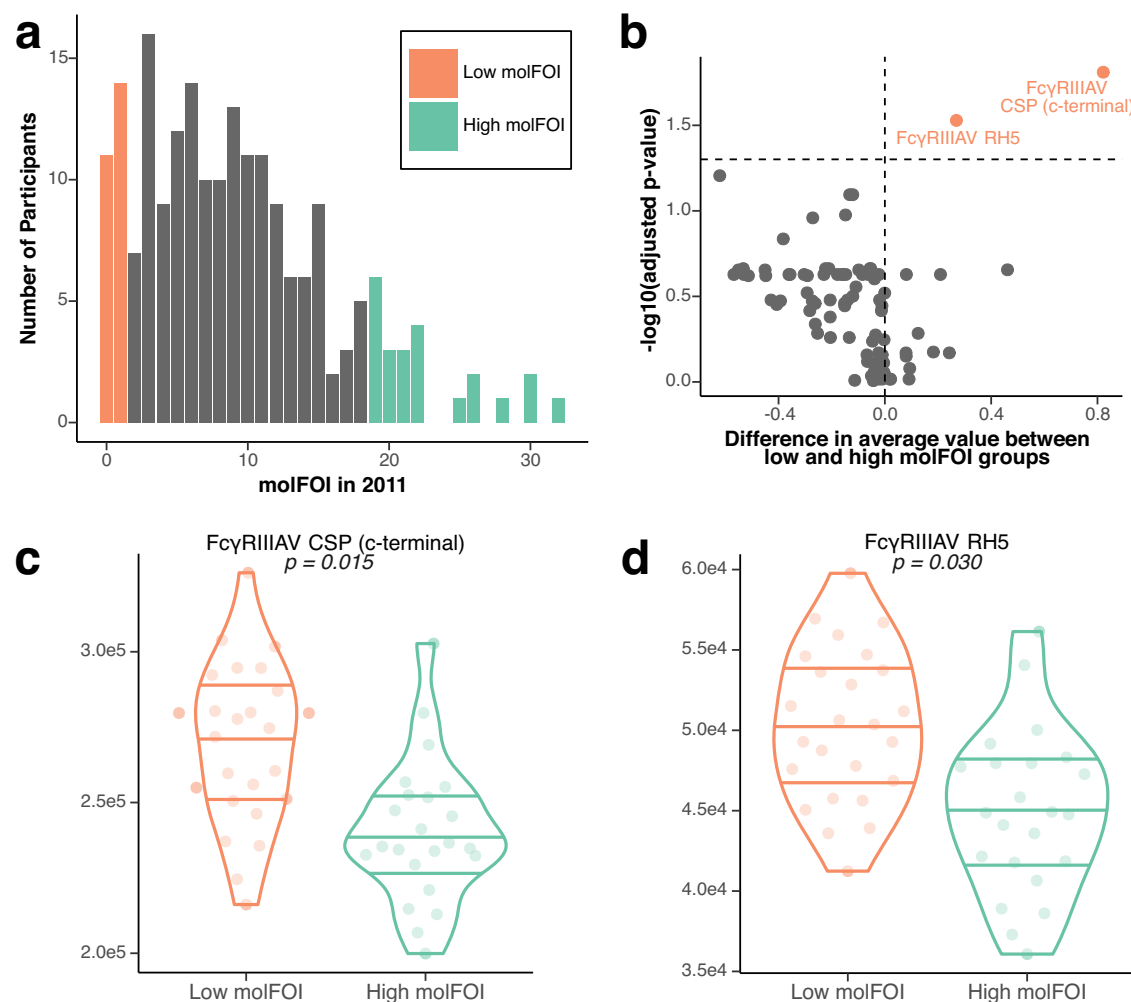 a
Number of Participants
15
10
5
0
0
10
20
30
molFOI in 2011
Low molFOI
High molFOI
b
-log10(adjusted p-value)
1.5
1.0
0.5
0.0
-0.4
0.0
0.4
0.8
FcγRIIIAV
CSP (c-terminal)
FcγRIIIAV RH5
Difference in average value between
low and high molFOI groups
c
FcγRIIIAV CSP (c-terminal)
p = 0.015
3.0e5
2.5e5
2.0e5
Low molFOI
High molFOI
d
FcγRIIIAV RH5
p = 0.030
6.0e4
5.5e4
5.0e4
4.5e4
4.0e4
3.5e4
Low molFOI
High molFOI